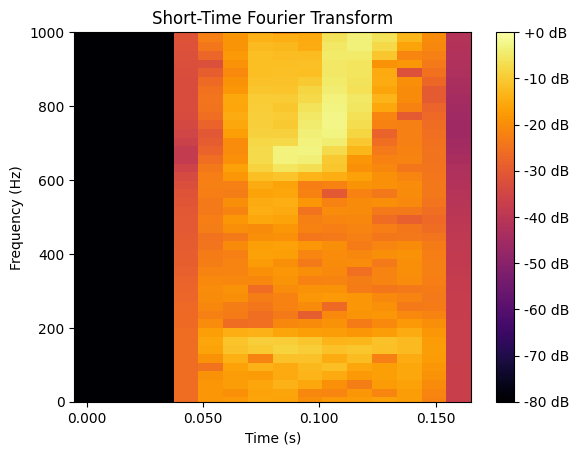 Short-Time Fourier Transform
1000
800
600
400
200
0
Frequency (Hz)
0.000
0.050
0.100
0.150
Time (s)
+0 dB
-10 dB
-20 dB
-30 dB
-40 dB
-50 dB
-60 dB
-70 dB
-80 dB